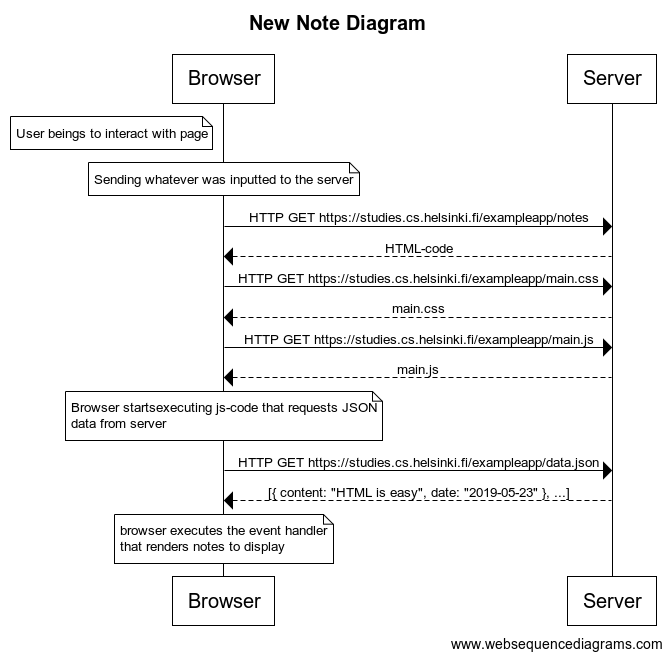 New Note Diagram
Browser
Server
User beings to interact with page
Sending whatever was inputted to the server
HTTP GET https://studies.cs.helsinki.fi/exampleapp/notes
HTML-code
HTTP GET https://studies.cs.helsinki.fi/exampleapp/main.css
main.css
HTTP GET https://studies.cs.helsinki.fi/exampleapp/main.js
main.js
Browser startsexecuting js-code that requests JSON
data from server
HTTP GET https://studies.cs.helsinki.fi/exampleapp/data.json
[{ content: "HTML is easy", date: "2019-05-23" }, ...]
browser executes the event handler
that renders notes to display
Browser
Server
www.websequencediagrams.com